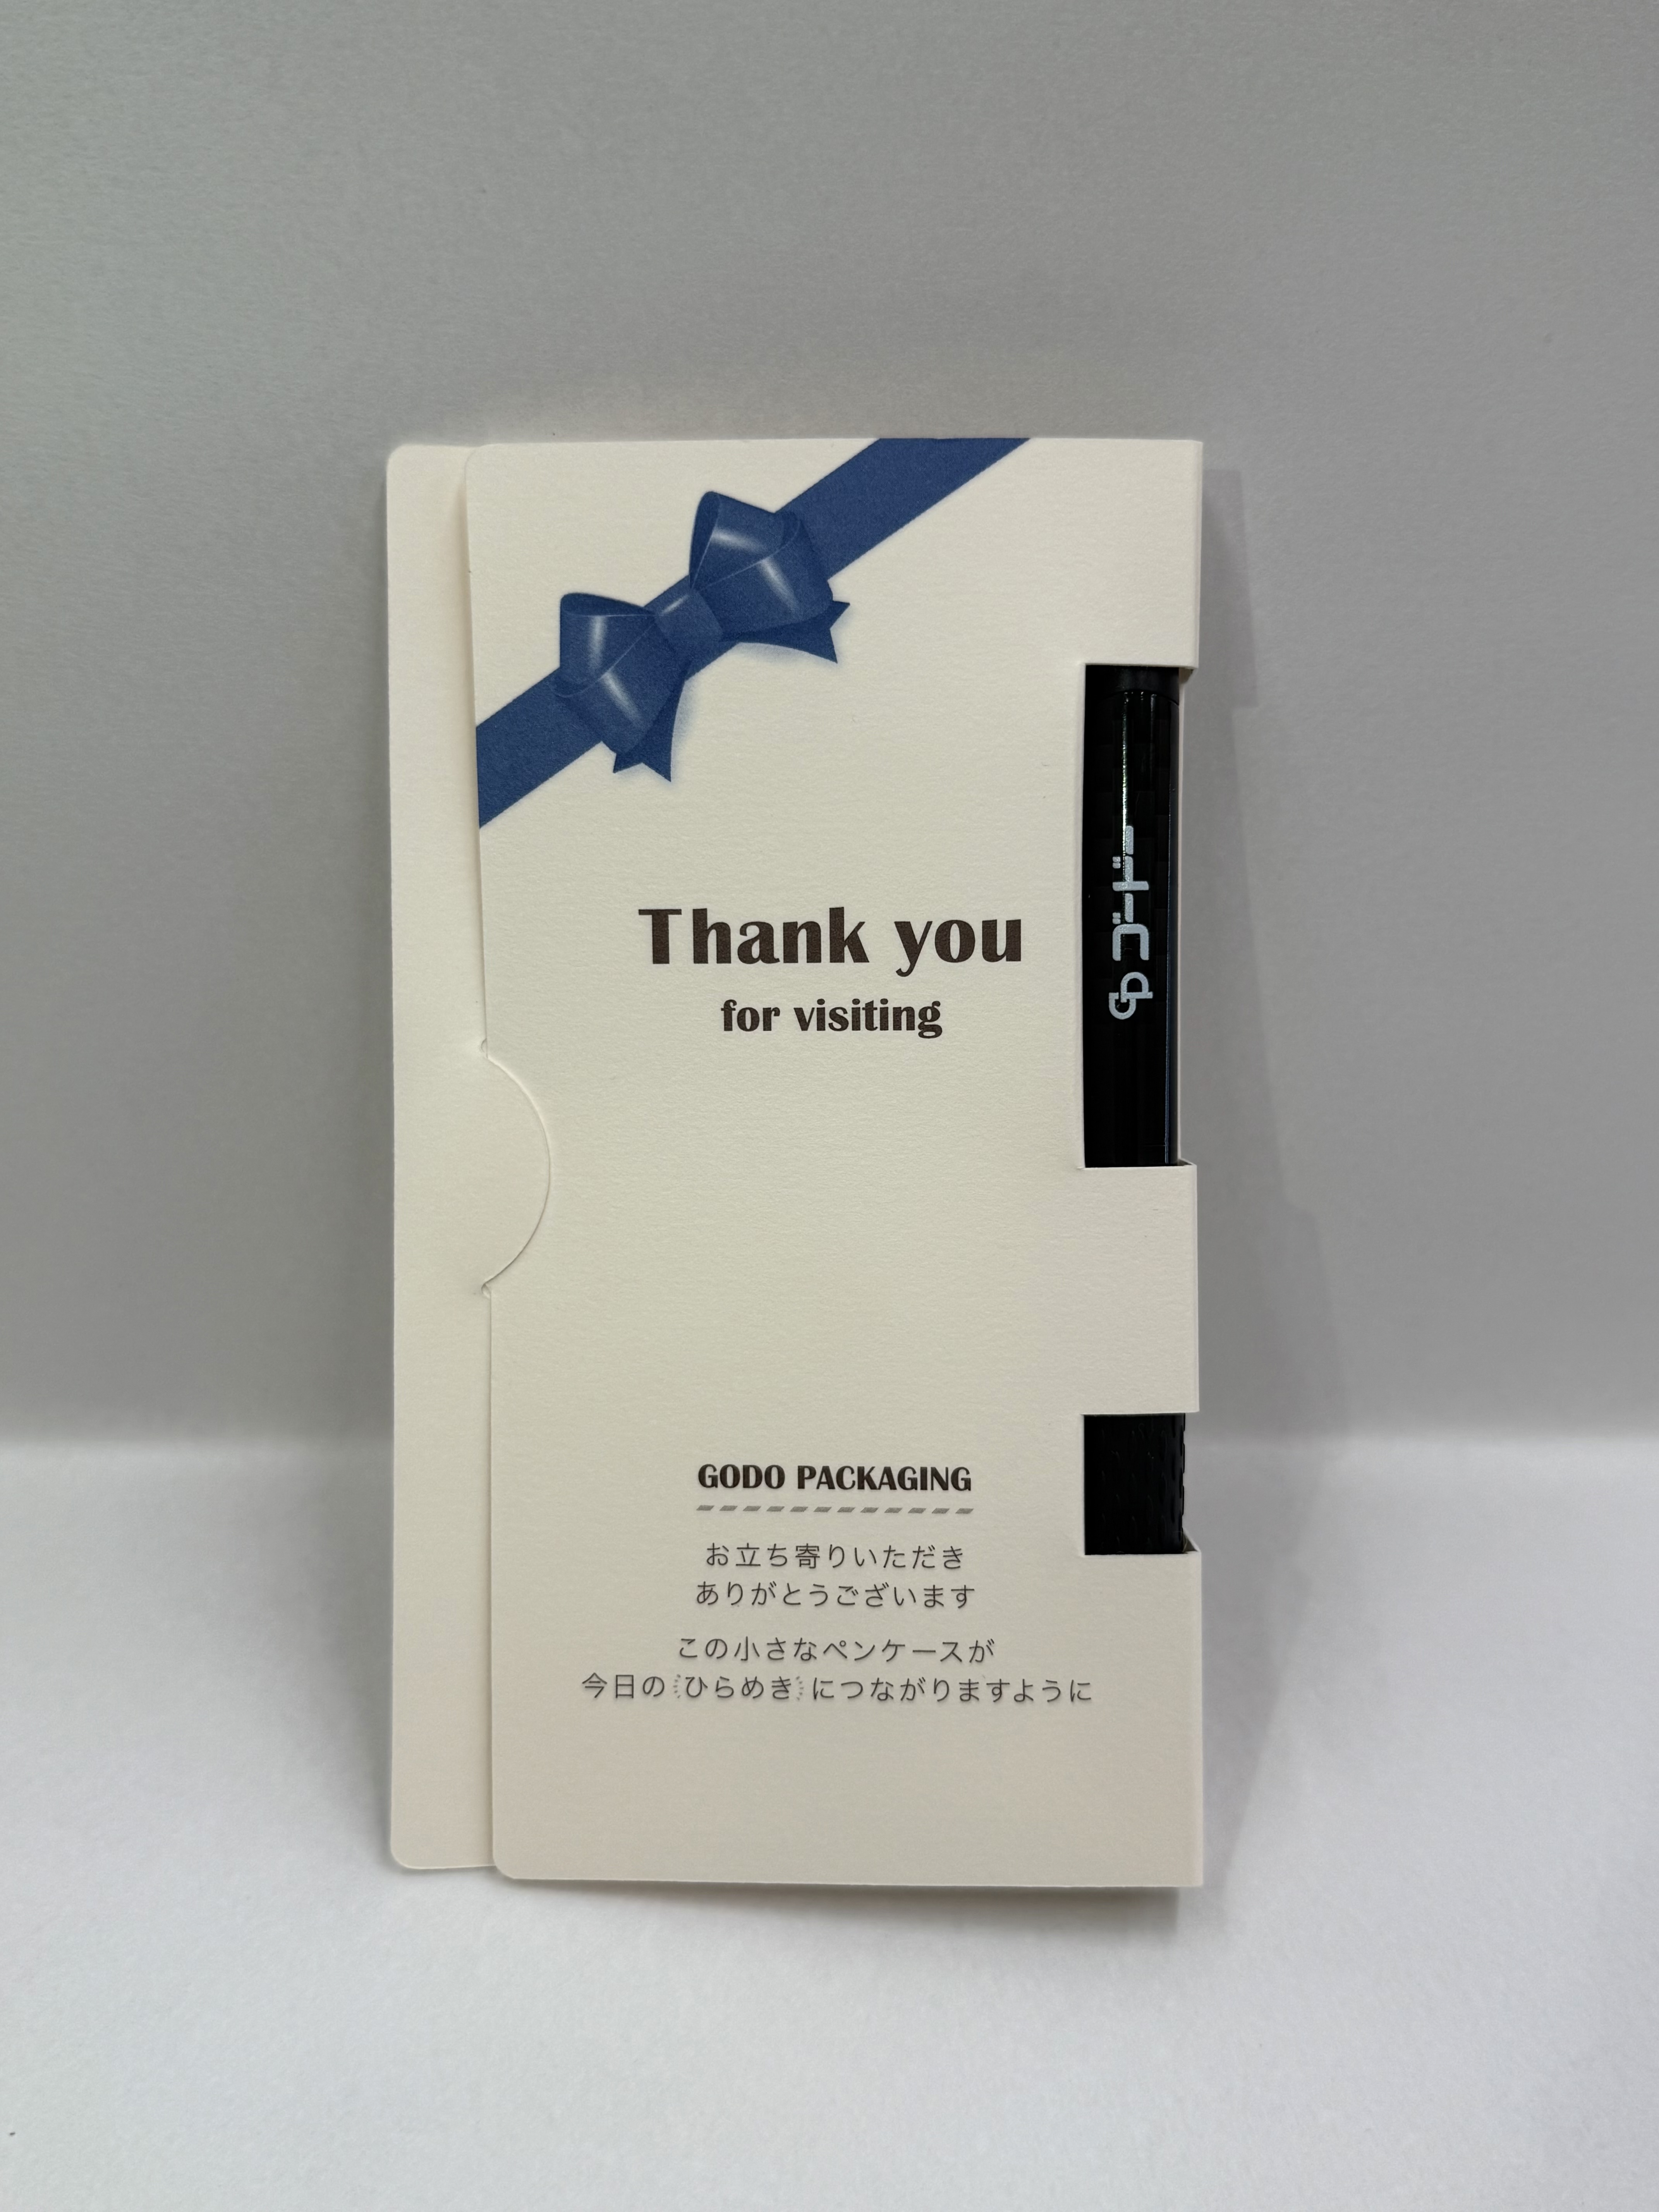 Thank you
for visiting
GP ゴードー
GODO PACKAGING
お立ち寄りいただき
ありがとうございます
この小さなペンケースが
今日のひらめきにつながりますように